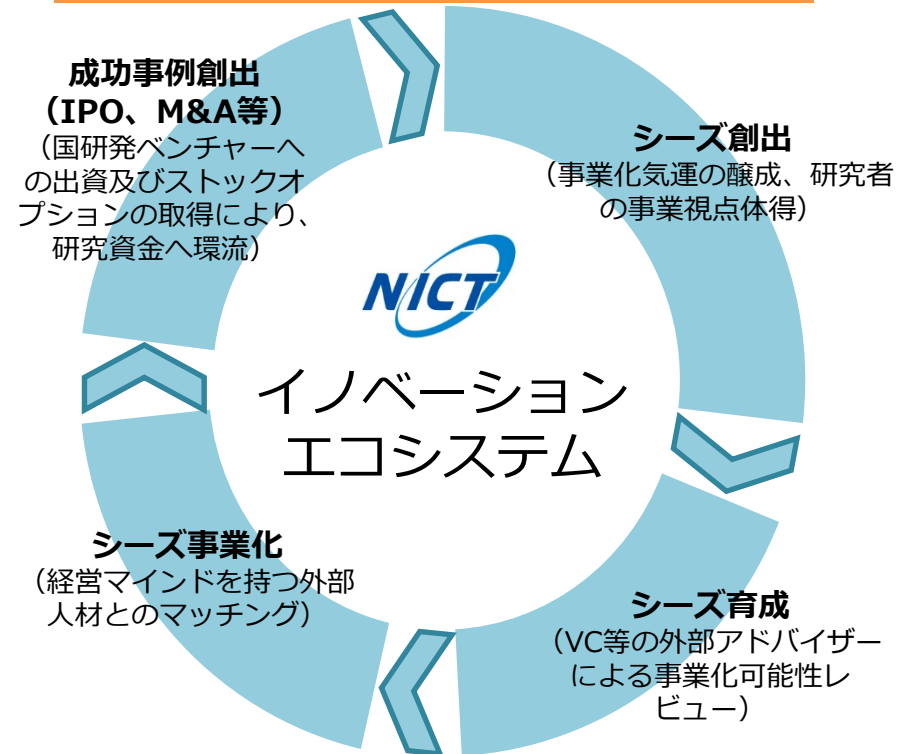 成功事例創出
（IPO、M&A等）
（国研発ベンチャーへ
の出資及びストックオ
プションの取得により、
研究資金へ環流）
シーズ創出
（事業化気運の醸成、研究者
の事業視点体得）
NICT
イノベーション
エコシステム
シーズ事業化
（経営マインドを持つ外部
人材とのマッチング）
シーズ育成
（VC等の外部アドバイザー
による事業化可能性レ
ビュー）